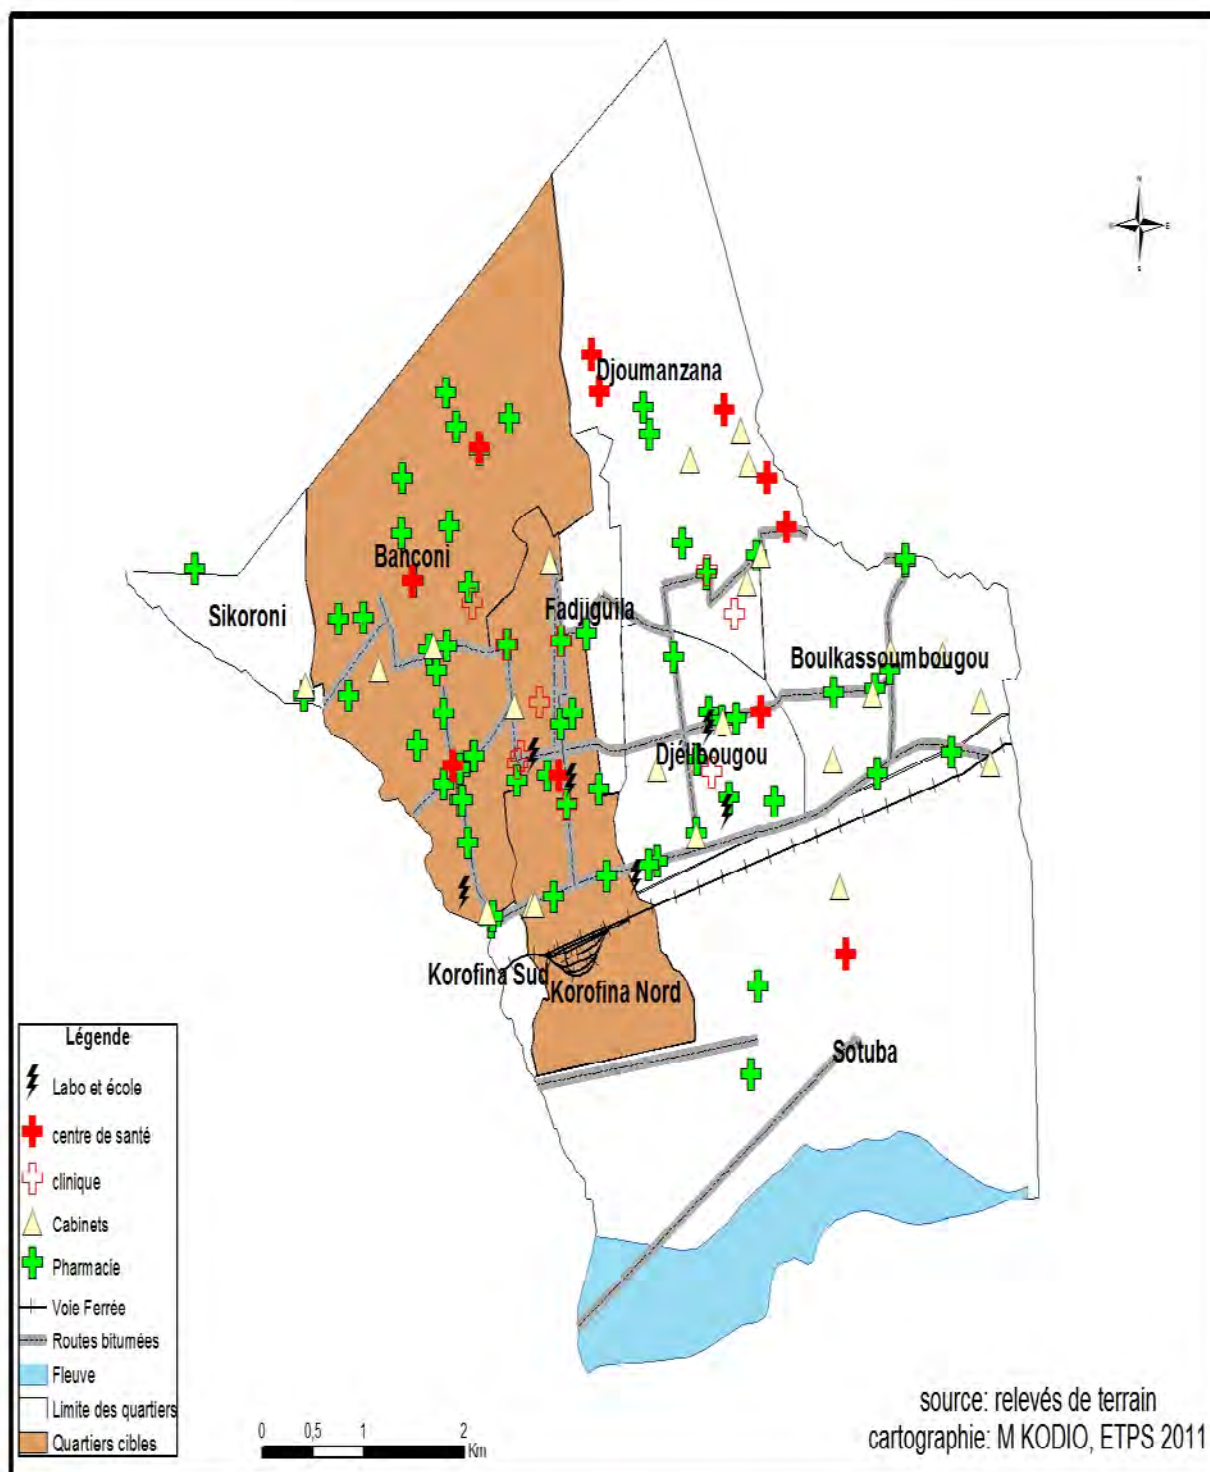 N
E
S
Djoumanzana
Banconi
Sikoroni
Fadjiguila
Boulkassoumbougou
Djélibougou
Korofina Sud
Korofina Nord
Sotuba
Légende
Labo et école
centre de santé
clinique
Cabinets
Pharmacie
Voie Ferrée
Routes bitumées
Fleuve
Limite des quartiers
Quartiers cibles
0 0,5 1 2
Km
source: relevés de terrain
cartographie: M KODIO, ETPS 2011